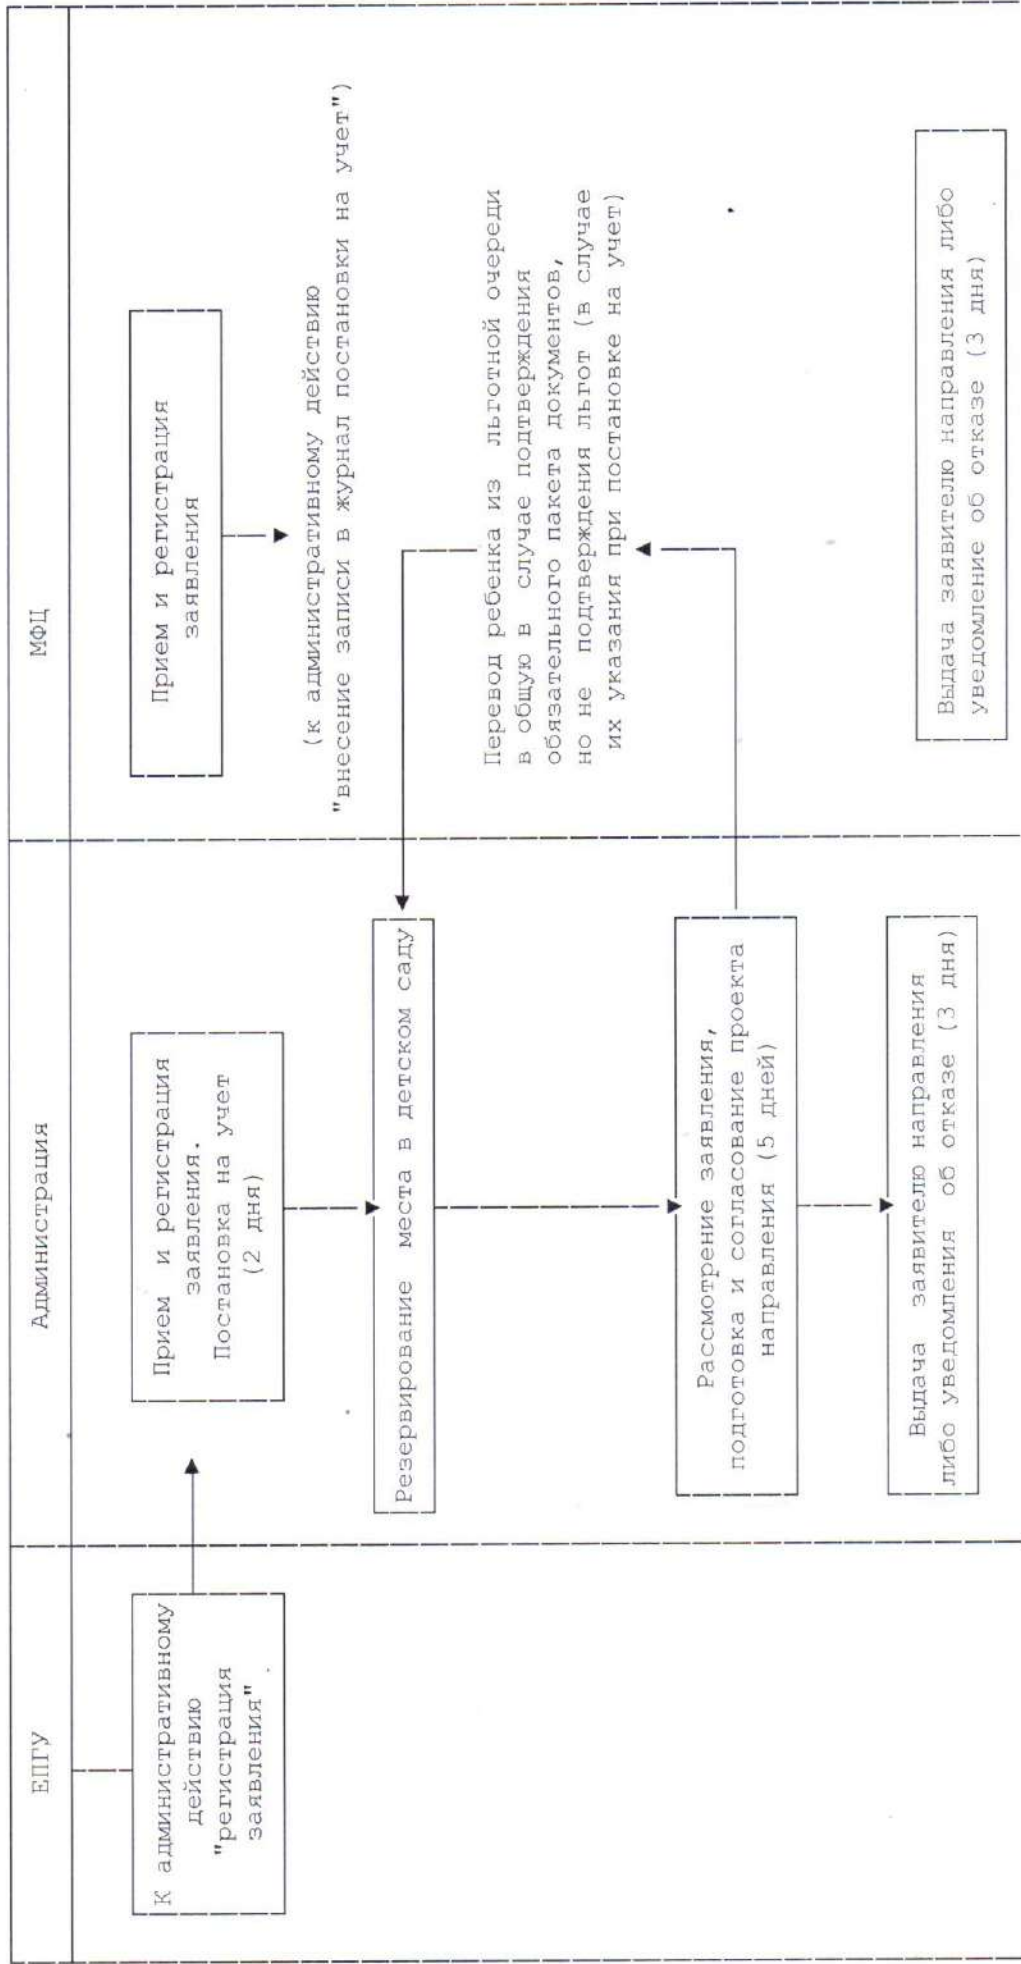 ЕПГУ
Администрация
МФЦ
К административному
действию
"регистрация
заявления"
Прием и регистрация
заявления.
Постановка на учет
(2 дня)
Резервирование места в детском саду
Рассмотрение заявления,
подготовка и согласование проекта
направления (5 дней)
Выдача заявителю направления
либо уведомления об отказе (3 дня)
Прием и регистрация
заявления
(к административному действию
"внесение записи в журнал постановки на учет")
Перевод ребенка из льготной очереди
в общую в случае подтверждения
обязательного пакета документов,
но не подтверждения льгот (в случае
их указания при постановке на учет)
Выдача заявителю направления либо
уведомление об отказе (3 дня)